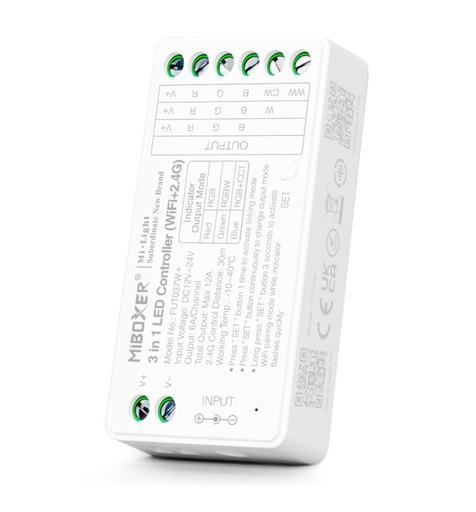 MiBOXER®
Mi·Light
Subordinate New Brand
3 in 1 LED Controller (WiFi+2.4G)
Model No.: FUT037W+
Input Voltage: DC12V~24V
Output: 6A/Channel
Total Output: Max 12A
2.4G Control Distance: 30m
Working Temp.: -10~40°C
• Press " SET " button 1 time to activate linking mode
• Press " SET " button continuously to change output mode
• Long press " SET " button 3 seconds to activate
WiFi pairing mode while indicator
flashes quickly
Indicator Output Mode
Red RGB
Green RGBW
Blue RGB+CCT
SET
OUTPUT
V+ R G B
V+ R G B W
V+ R G B CW WW
V+ V-
INPUT
CE
UK CA